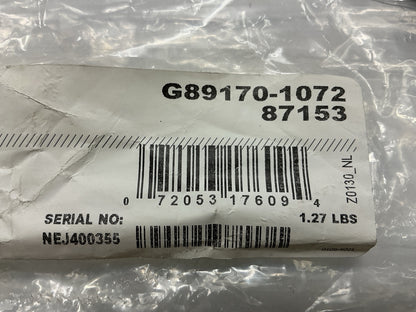 G89170-1072
87153
0 72053 17609 4
Z0130_NL
SERIAL NO:
1.27 LBS
NEJ400355